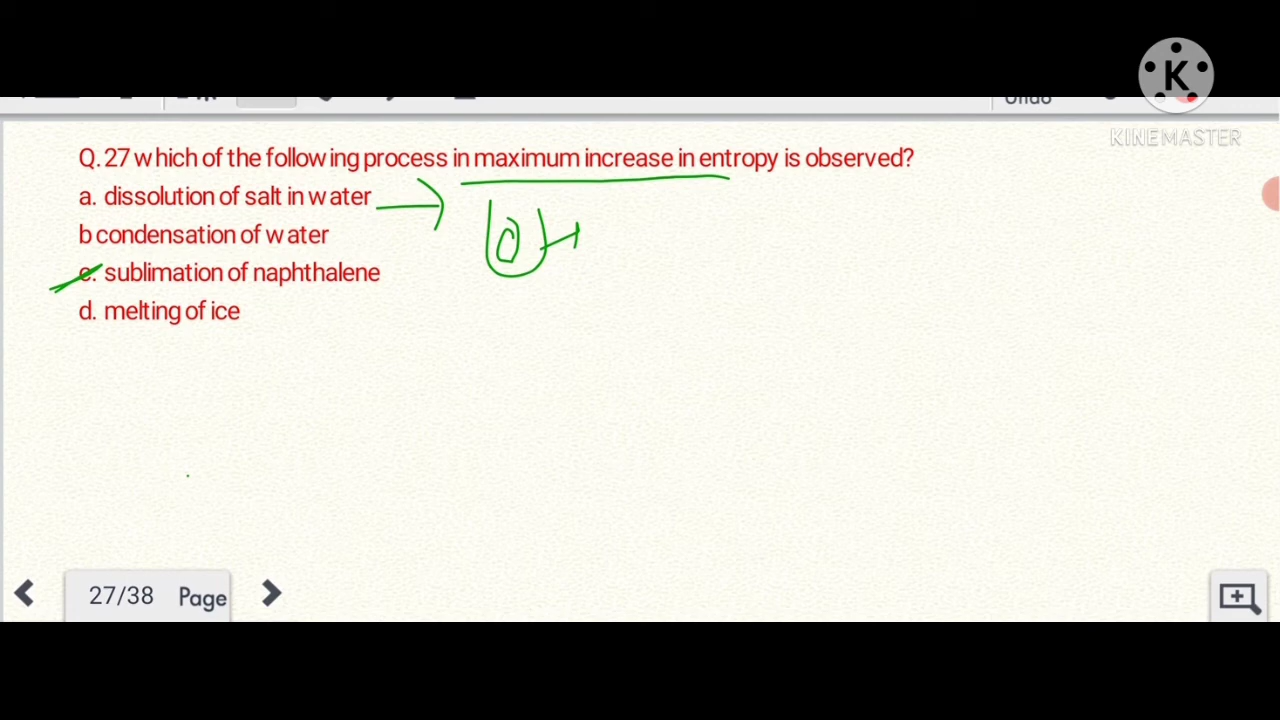 Undo
K
KINEMASTER
Q.27 which of the following process in maximum increase in entropy is observed?
a. dissolution of salt in water
b condensation of water
c. sublimation of naphthalene
d. melting of ice
27/38 Page